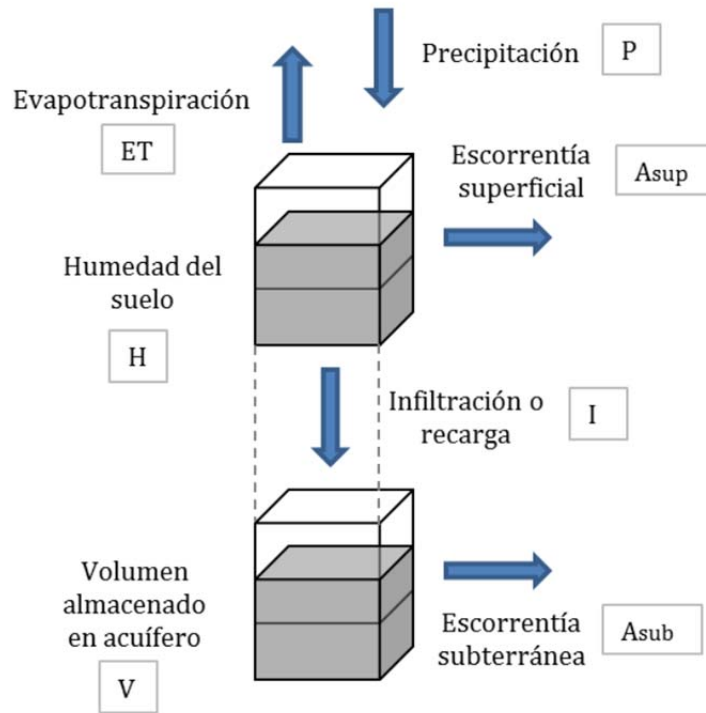 Precipitación
P
Evapotranspiración
ET
Escorrentía
superficial
Asup
Humedad del
suelo
H
Infiltración o
recarga
I
Volumen
almacenado
en acuífero
V
Escorrentía
subterránea
Asub